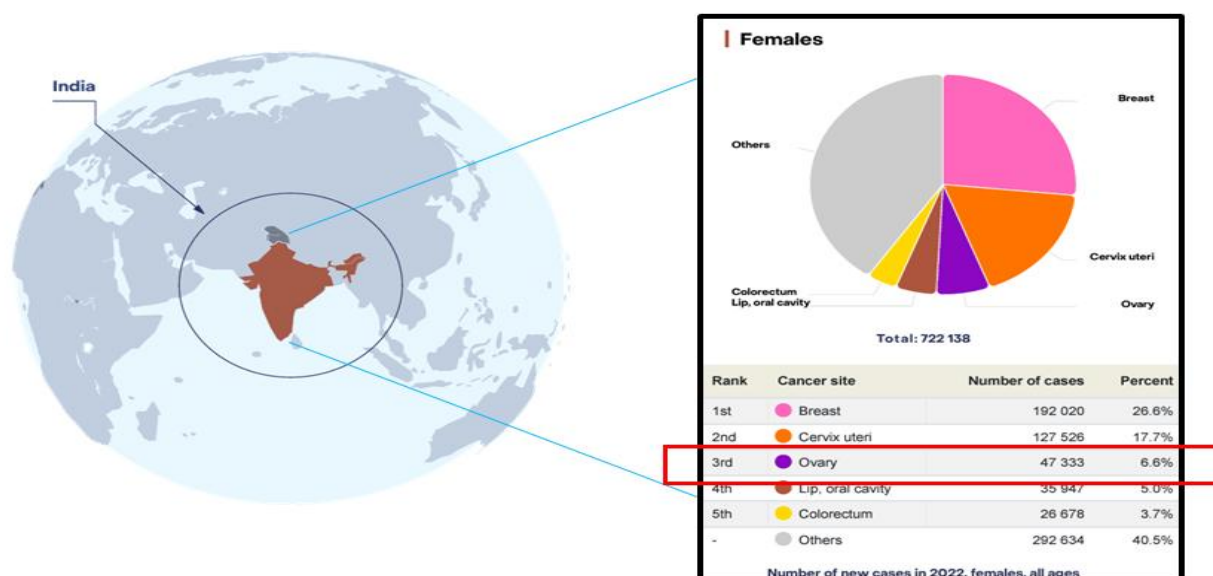 India
Females
Breast
Others
Cervix uteri
Colorectum
Lip, oral cavity
Ovary
Total: 722 138
Rank Cancer site Number of cases Percent
1st Breast 192 020 26.6%
2nd Cervix uteri 127 526 17.7%
3rd Ovary 47 333 6.6%
4th Lip, oral cavity 35 947 5.0%
5th Colorectum 26 678 3.7%
- Others 292 634 40.5%
Number of new cases in 2022, females, all ages